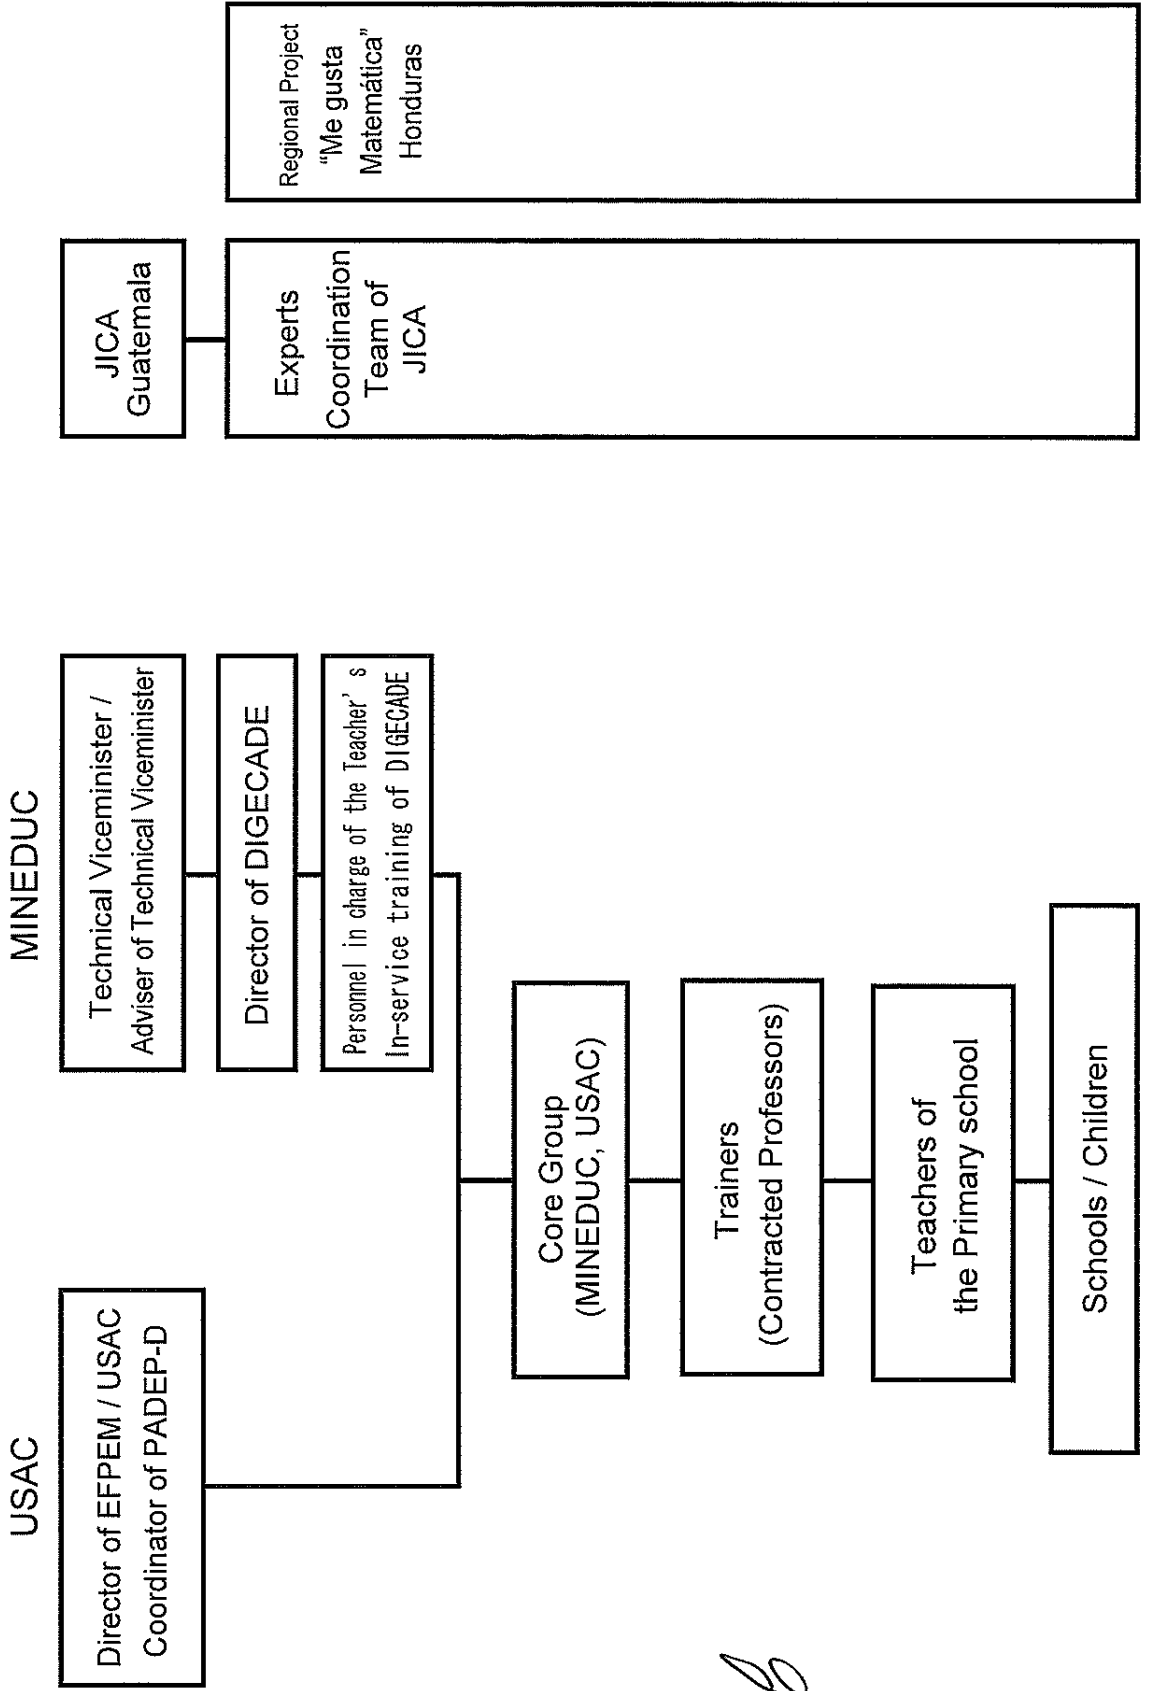 USAC
Director of EFPEM / USAC
Coordinator of PADEP-D
MINEDUC
Technical Viceminister /
Adviser of Technical Viceminister
Director of DIGECADE
Personnel in charge of the Teacher's
In-service training of DIGECADE
Core Group
(MINEDUC, USAC)
Trainers
(Contracted Professors)
Teachers of
the Primary school
Schools / Children
JICA
Guatemala
Experts
Coordination
Team of
JICA
Regional Project
“Me gusta
Matemática”
Honduras